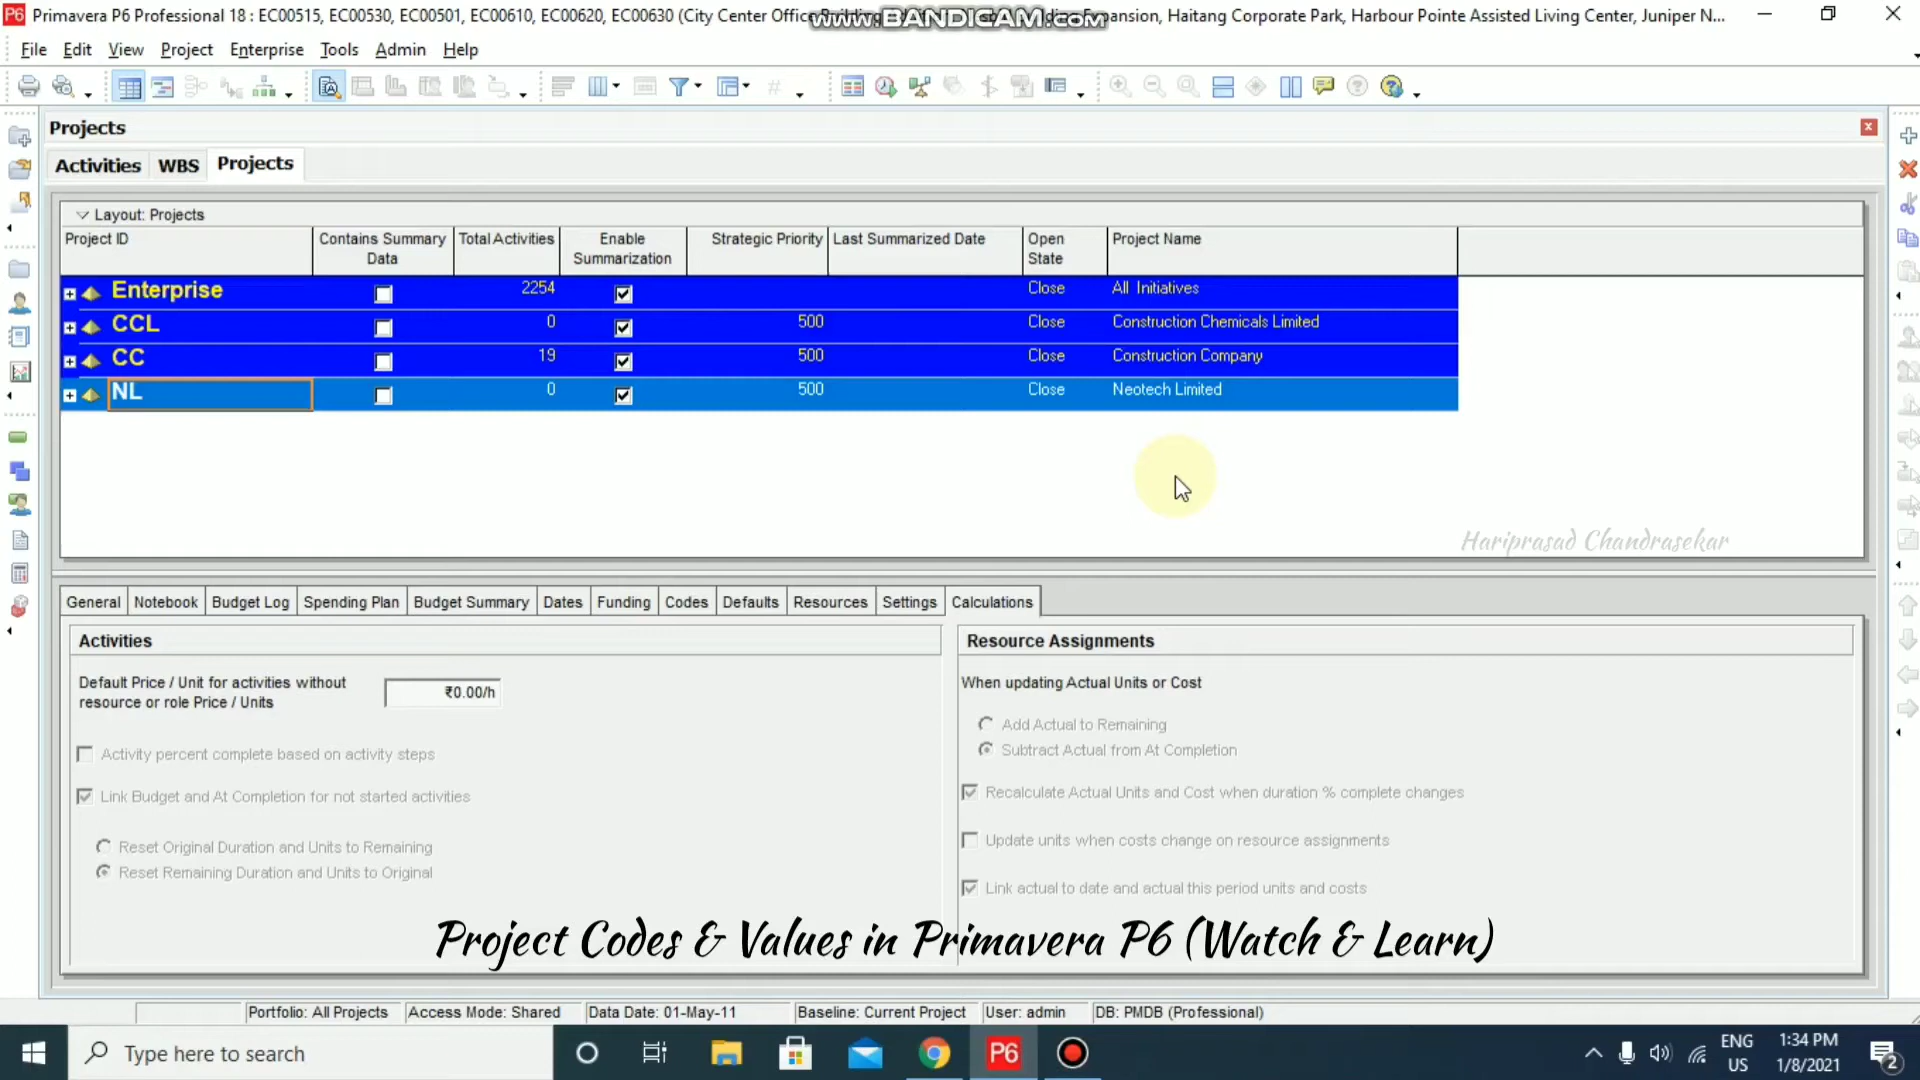 P6 Primavera P6 Professional 18 : EC00515, EC00530, EC00501, EC00610, EC00620, EC00630 (City Center Office Building Expansion, Haitang Corporate Park, Harbour Pointe Assisted Living Center, Juniper N...
www.BANDICAM.com
File Edit View Project Enterprise Tools Admin Help
Projects
Activities WBS Projects
Layout: Projects
Project ID Contains Summary Data Total Activities Enable Summarization Strategic Priority Last Summarized Date Open State Project Name
Enterprise 2254 Close All Initiatives
CCL 0 500 Close Construction Chemicals Limited
CC 19 500 Close Construction Company
NL 0 500 Close Neotech Limited
Hariprasad Chandrasekar
General Notebook Budget Log Spending Plan Budget Summary Dates Funding Codes Defaults Resources Settings Calculations
Activities
Default Price / Unit for activities without
resource or role Price / Units
₹0.00/h
Activity percent complete based on activity steps
Link Budget and At Completion for not started activities
Reset Original Duration and Units to Remaining
Reset Remaining Duration and Units to Original
Resource Assignments
When updating Actual Units or Cost
Add Actual to Remaining
Subtract Actual from At Completion
Recalculate Actual Units and Cost when duration % complete changes
Update units when costs change on resource assignments
Link actual to date and actual this period units and costs
Project Codes & Values in Primavera P6 (Watch & Learn)
Portfolio: All Projects Access Mode: Shared Data Date: 01-May-11 Baseline: Current Project User: admin DB: PMDB (Professional)
Type here to search
P6
ENG
US
1:34 PM
1/8/2021
2